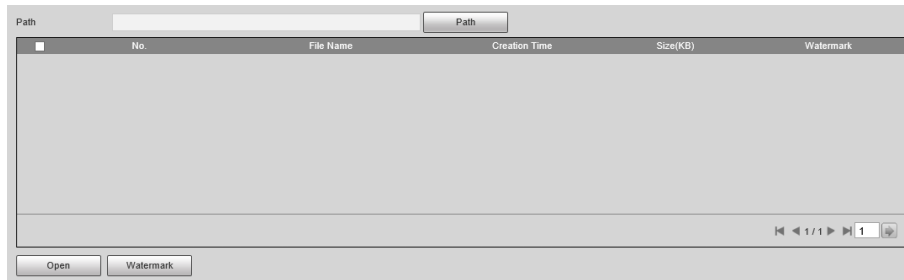 Path Path
No. File Name Creation Time Size(KB) Watermark
1 / 1 1
Open Watermark